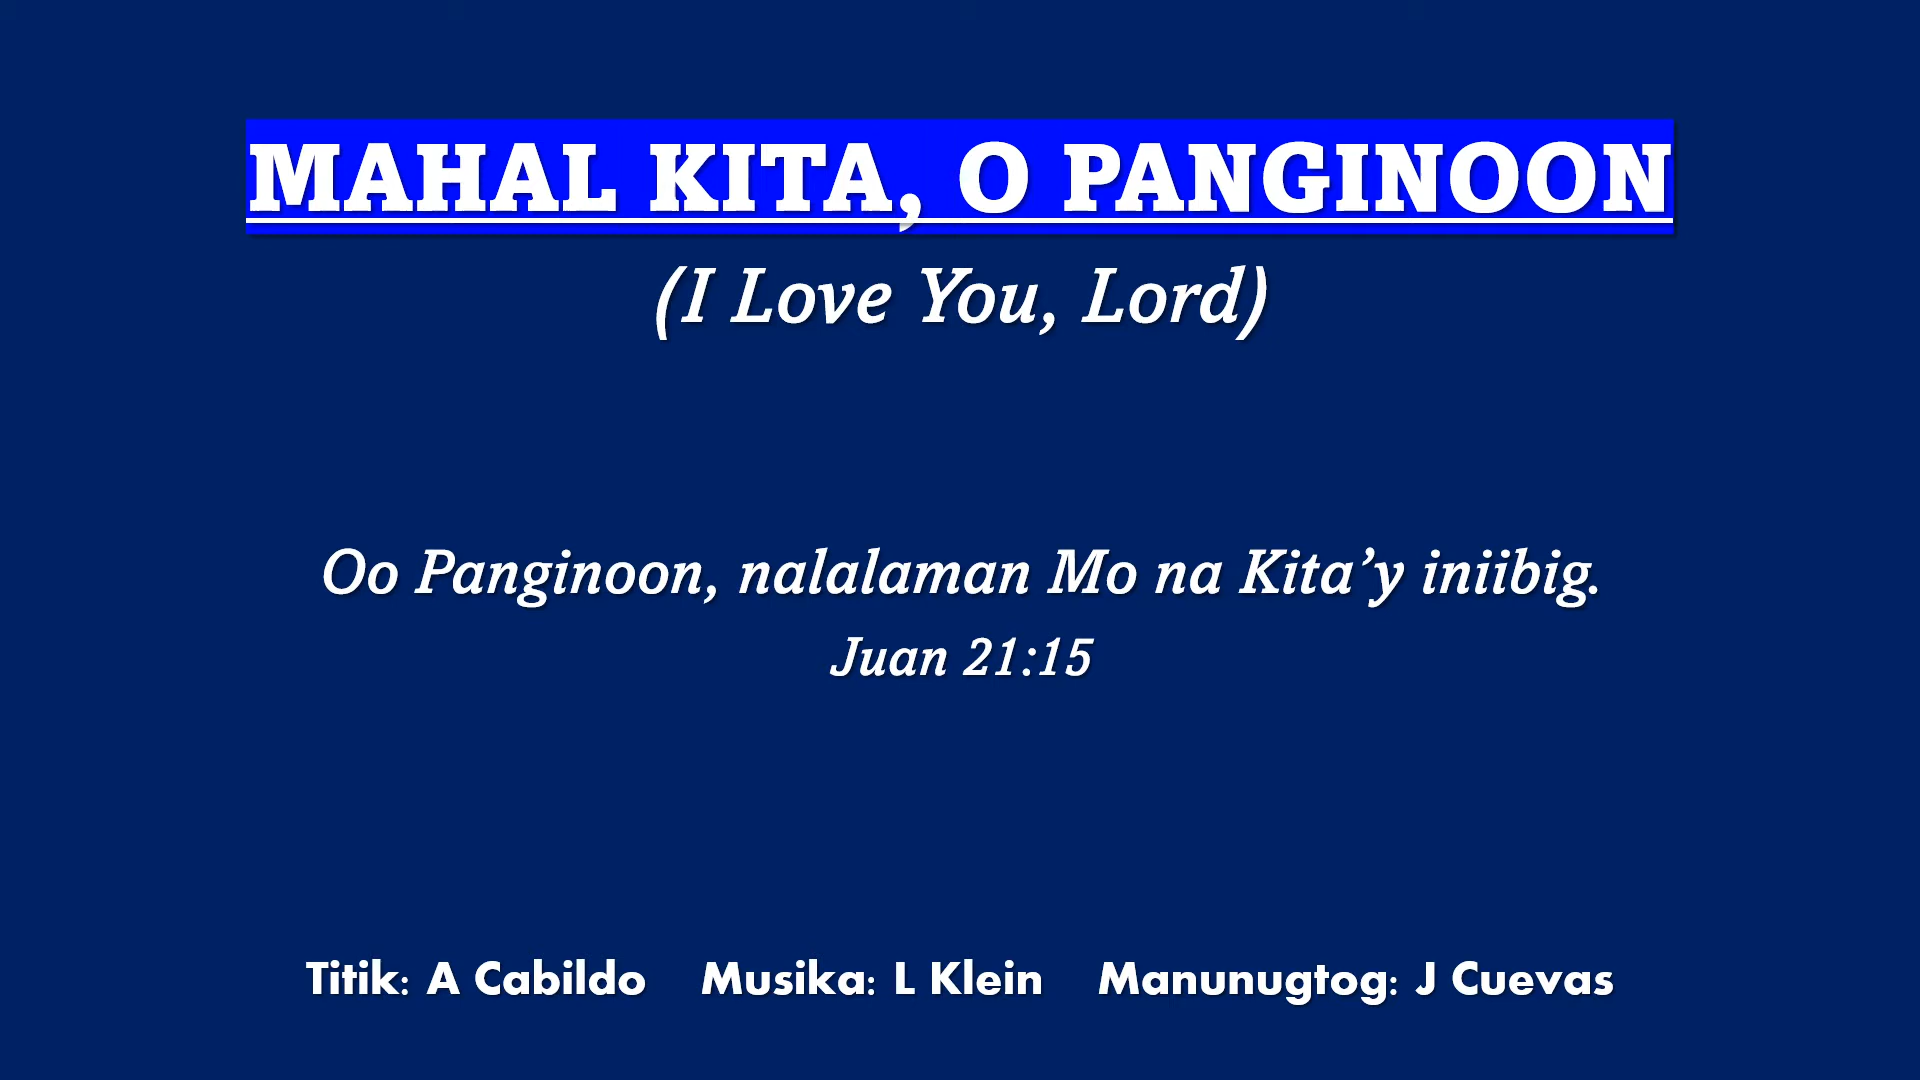 MAHAL KITA, O PANGINOON
(I Love You, Lord)
Oo Panginoon, nalalaman Mo na Kita’y iniibig.
Juan 21:15
Titik: A Cabildo Musika: L Klein Manunugtog: J Cuevas